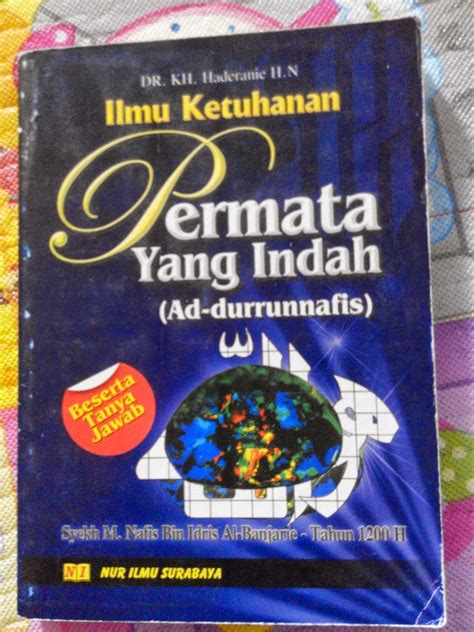 DR. KH. Haderanie H.N
Ilmu Ketuhanan
Permata
Yang Indah
(Ad-durrunnafis)
Beserta
Tanya
Jawab
Syekh M. Nafis Bin Idris Al-Banjarie - Tahun 1200 H
NI NUR ILMU SURABAYA